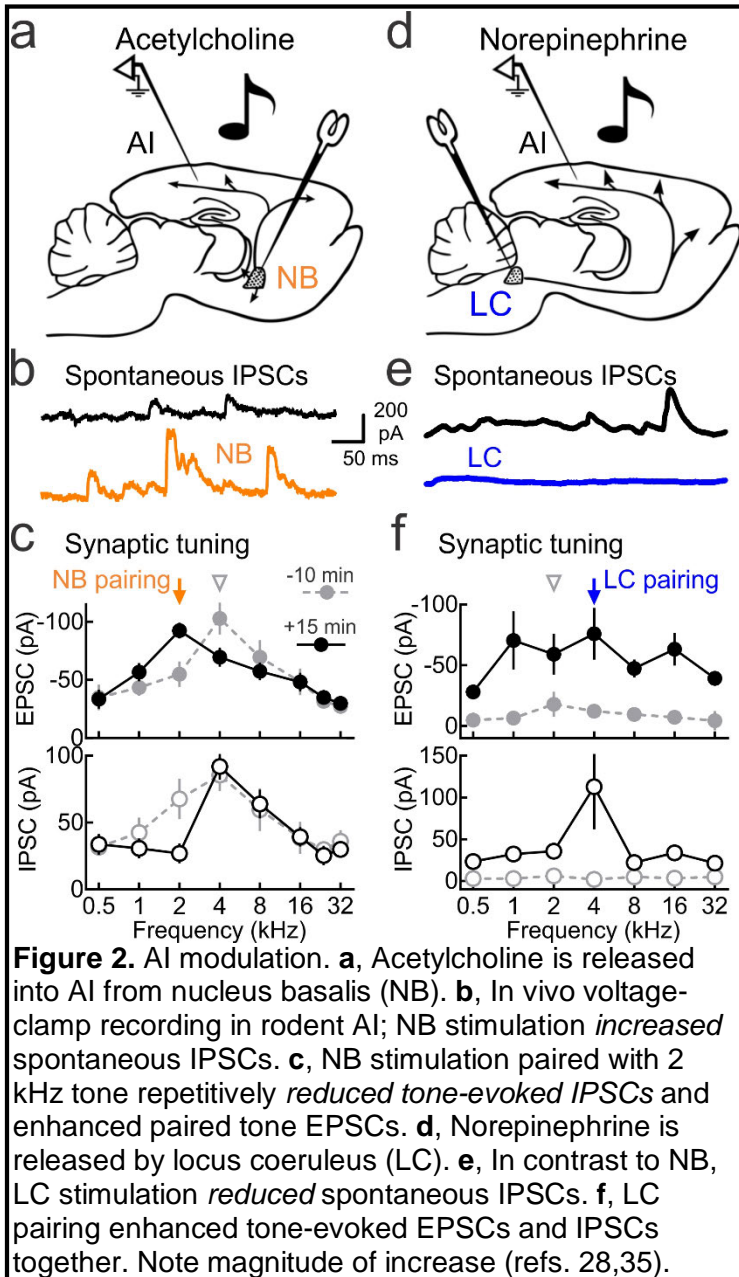 a
Acetylcholine
AI
NB
d
Norepinephrine
AI
LC
b
Spontaneous IPSCs
NB
200
pA
50 ms
e
Spontaneous IPSCs
LC
c
Synaptic tuning
NB pairing
-10 min
+15 min
-100
-50
0
EPSC (pA)
100
50
0
IPSC (pA)
0.5 1 2 4 8 16 32
Frequency (kHz)
f
Synaptic tuning
LC pairing
-100
-50
0
EPSC (pA)
150
100
50
0
IPSC (pA)
0.5 1 2 4 8 16 32
Frequency (kHz)
Figure 2. AI modulation. a, Acetylcholine is released
into AI from nucleus basalis (NB). b, In vivo voltage-
clamp recording in rodent AI; NB stimulation increased
spontaneous IPSCs. c, NB stimulation paired with 2
kHz tone repetitively reduced tone-evoked IPSCs and
enhanced paired tone EPSCs. d, Norepinephrine is
released by locus coeruleus (LC). e, In contrast to NB,
LC stimulation reduced spontaneous IPSCs. f, LC
pairing enhanced tone-evoked EPSCs and IPSCs
together. Note magnitude of increase (refs. 28,35).